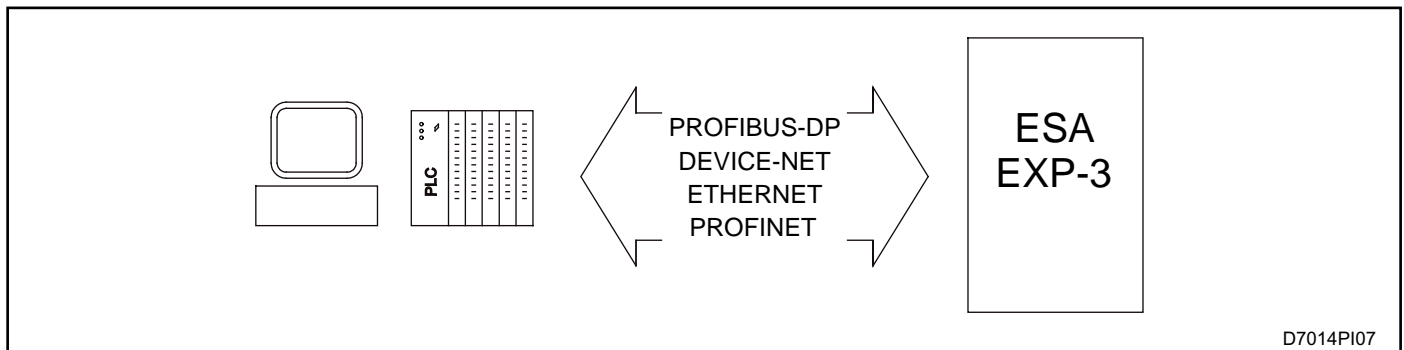 PLC
PROFIBUS-DP
DEVICE-NET
ETHERNET
PROFINET
ESA
EXP-3
D7014PI07